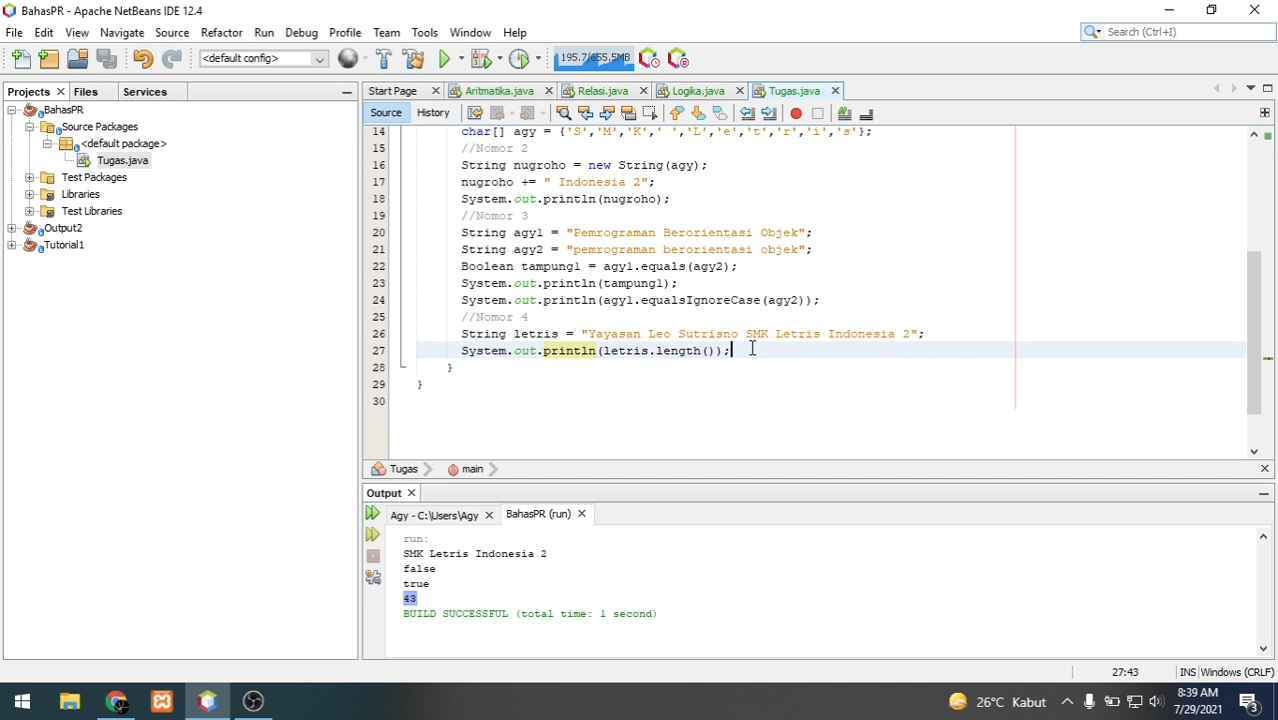 BahasPR - Apache NetBeans IDE 12.4
File Edit View Navigate Source Refactor Run Debug Profile Team Tools Window Help
Search (Ctrl+I)
<default config>
195.7/655.5MB
Projects Files Services
Start Page Aritmatika.java Relasi.java Logika.java Tugas.java
Source History
BahasPR
Source Packages
<default package>
Tugas.java
Test Packages
Libraries
Test Libraries
Output2
Tutorial1
14 char[] agy = {'S','M','K',' ','L','e','t','r','i','s'};
15 //Nomor 2
16 String nugroho = new String(agy);
17 nugroho += " Indonesia 2";
18 System.out.println(nugroho);
19 //Nomor 3
20 String agy1 = "Pemrograman Berorientasi Objek";
21 String agy2 = "pemrograman berorientasi objek";
22 Boolean tampung1 = agy1.equals(agy2);
23 System.out.println(tampung1);
24 System.out.println(agy1.equalsIgnoreCase(agy2));
25 //Nomor 4
26 String letris = "Yayasan Leo Sutrisno SMK Letris Indonesia 2";
27 System.out.println(letris.length());
28 }
29 }
30
Tugas main
Output
Agy - C:\Users\Agy BahasPR (run)
run:
SMK Letris Indonesia 2
false
true
43
BUILD SUCCESSFUL (total time: 1 second)
27:43 INS Windows (CRLF)
26°C Kabut
8:39 AM
7/29/2021
3